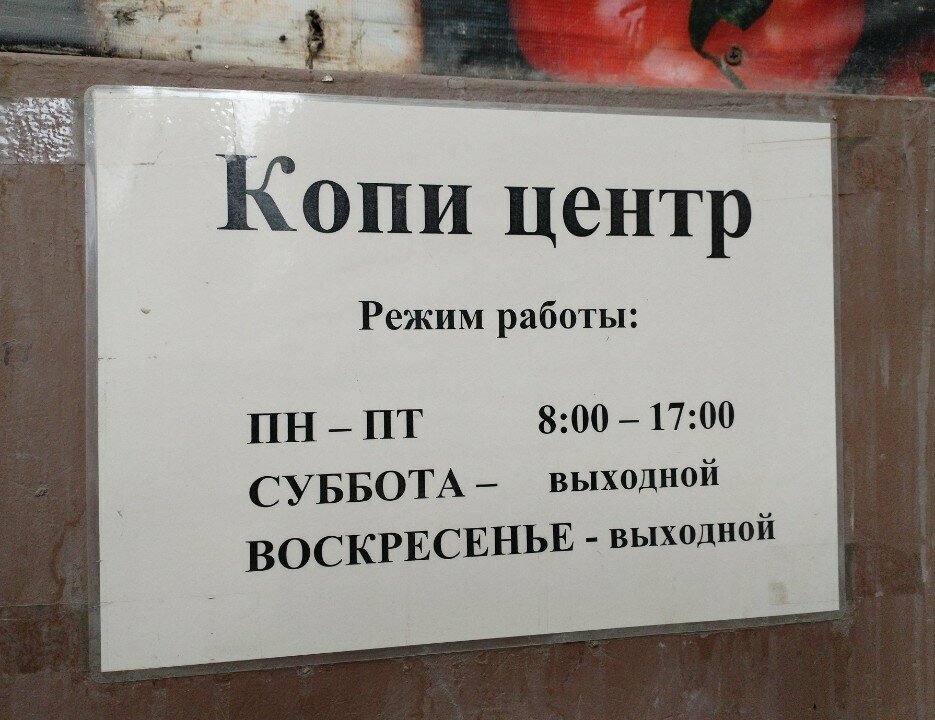 Копи центр
Режим работы:
ПН – ПТ 8:00 – 17:00
СУББОТА – выходной
ВОСКРЕСЕНЬЕ - выходной